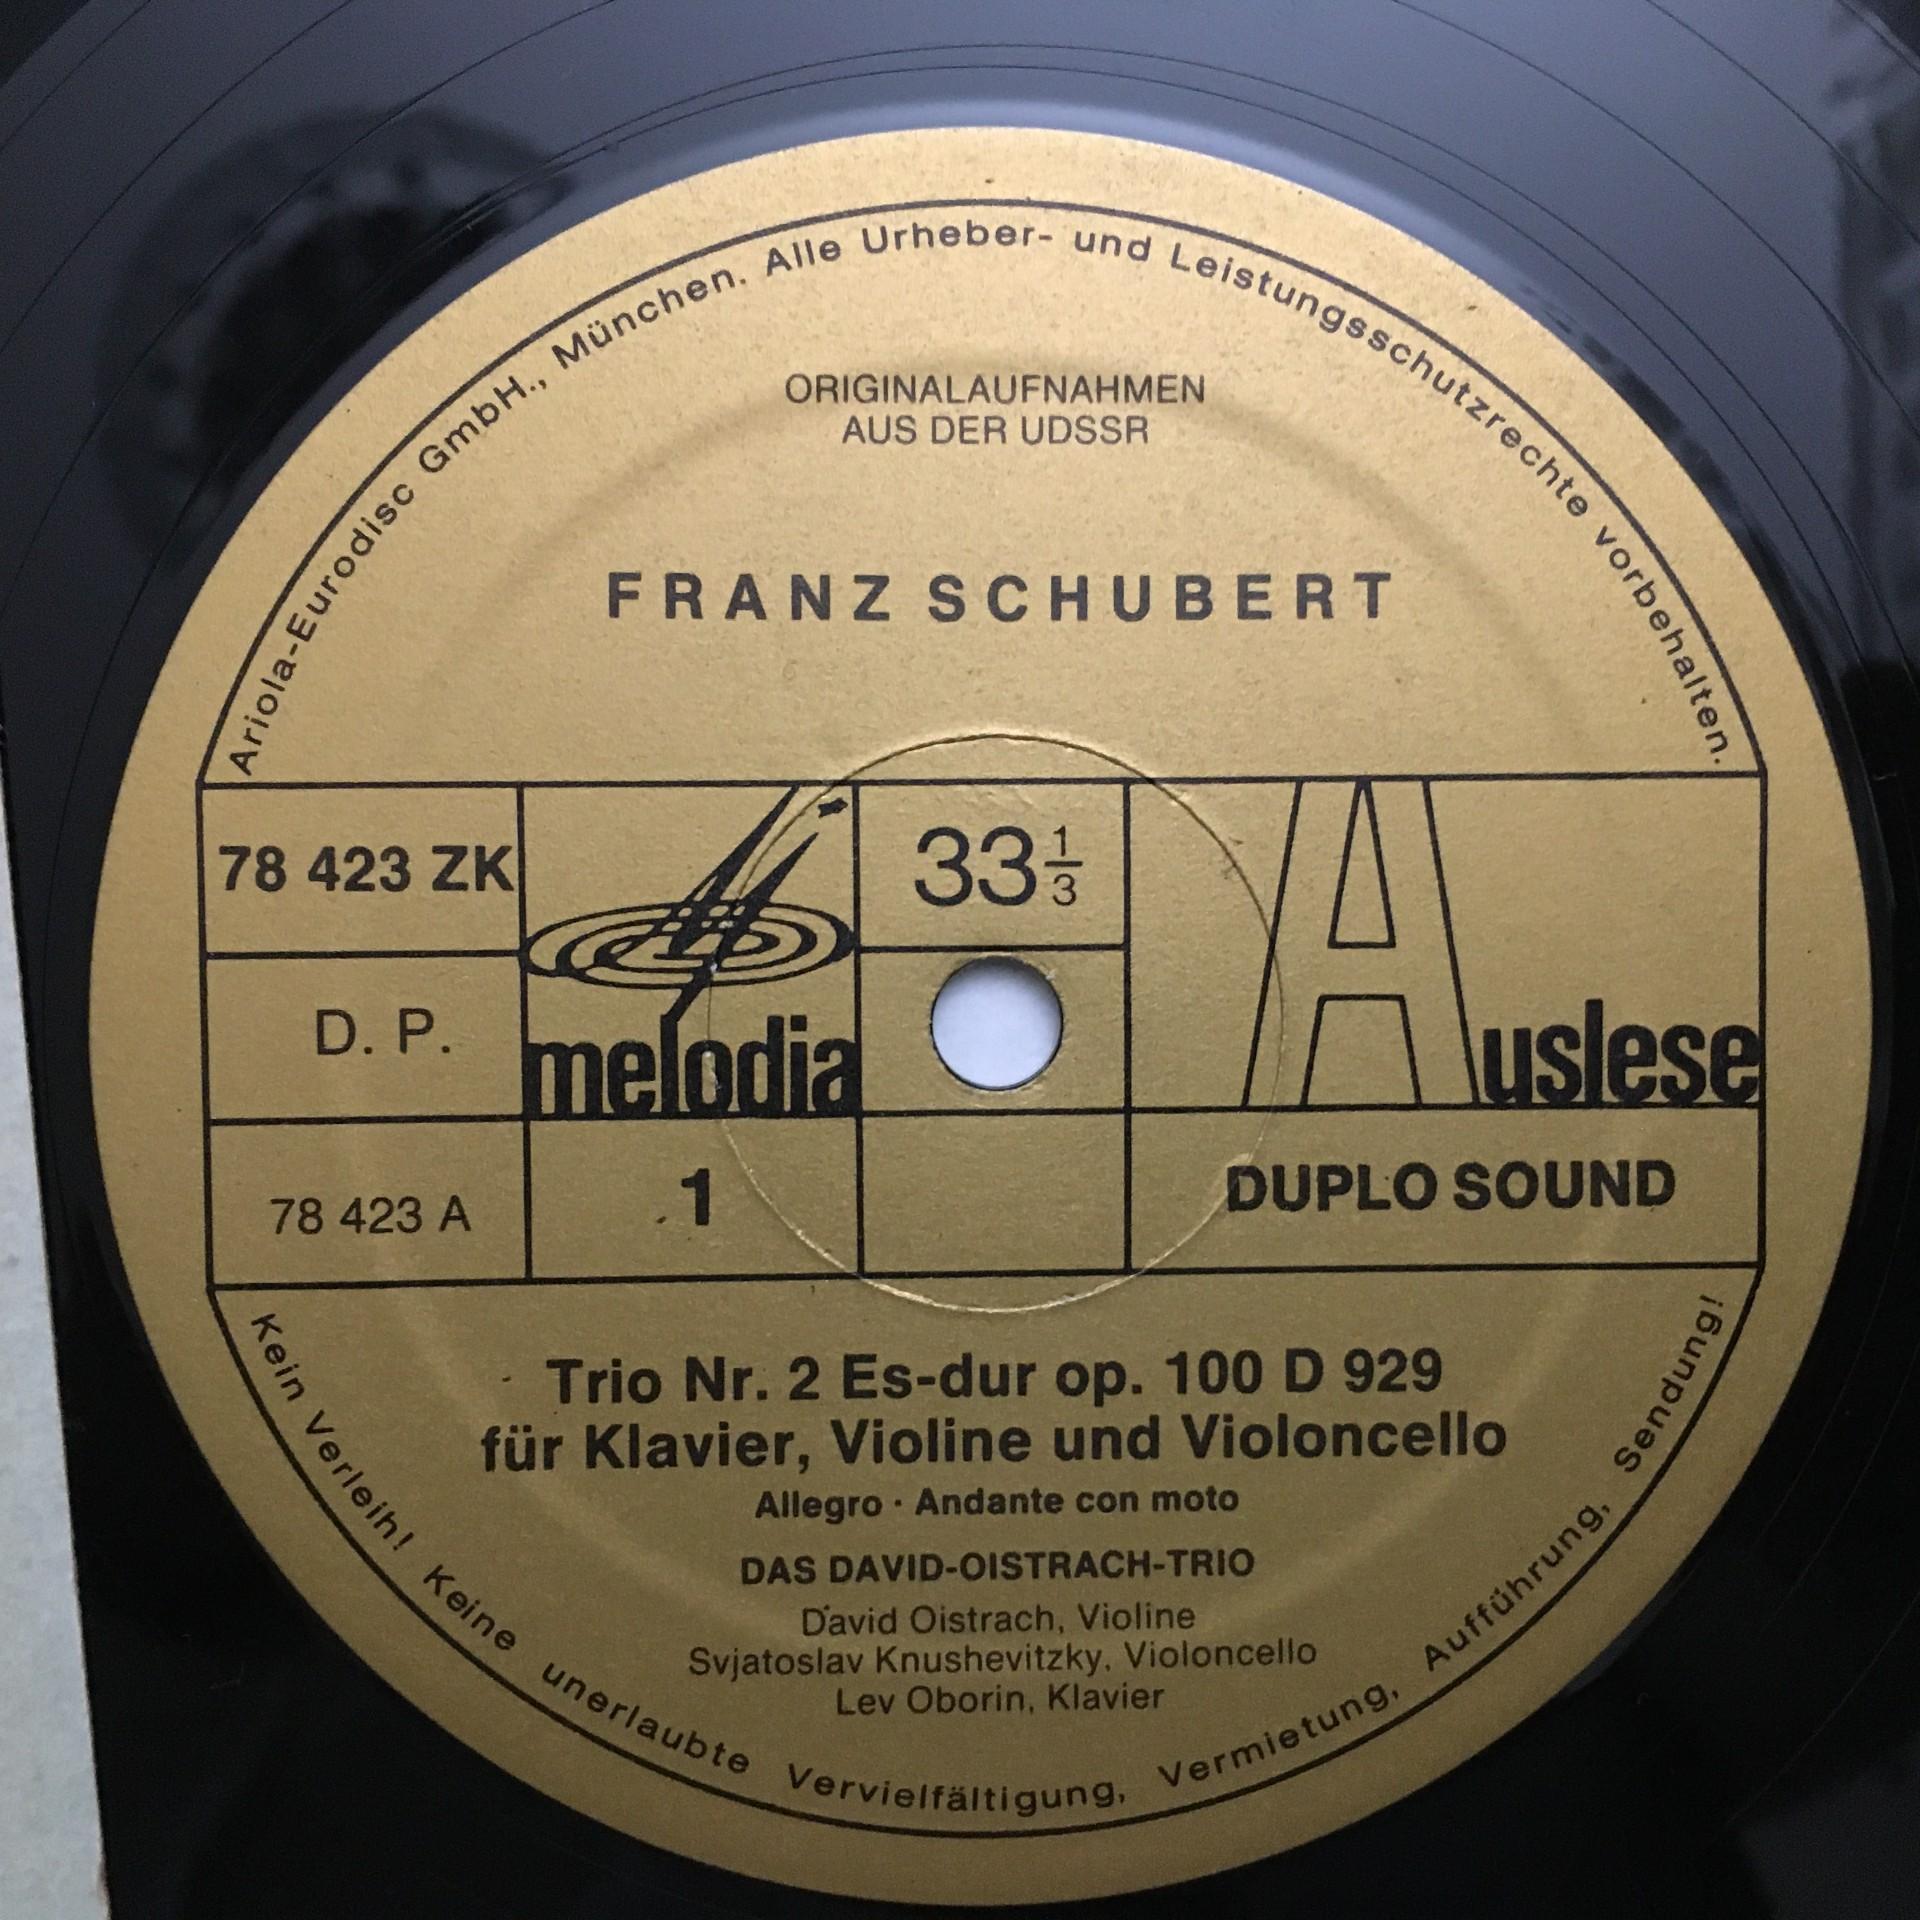 Ariola-Eurodisc GmbH., München. Alle Urheber- und Leistungsschutzrechte vorbehalten.
ORIGINALAUFNAHMEN
AUS DER UDSSR
FRANZ SCHUBERT
78 423 ZK
33 1/3
D. P.
melodia
Auslese
78 423 A
1
DUPLO SOUND
Trio Nr. 2 Es-dur op. 100 D 929
für Klavier, Violine und Violoncello
Allegro · Andante con moto
DAS DAVID-OISTRACH-TRIO
David Oistrach, Violine
Svjatoslav Knushevitzky, Violoncello
Lev Oborin, Klavier
Kein Verleih! Keine unerlaubte Vervielfältigung, Vermietung, Aufführung, Sendung!